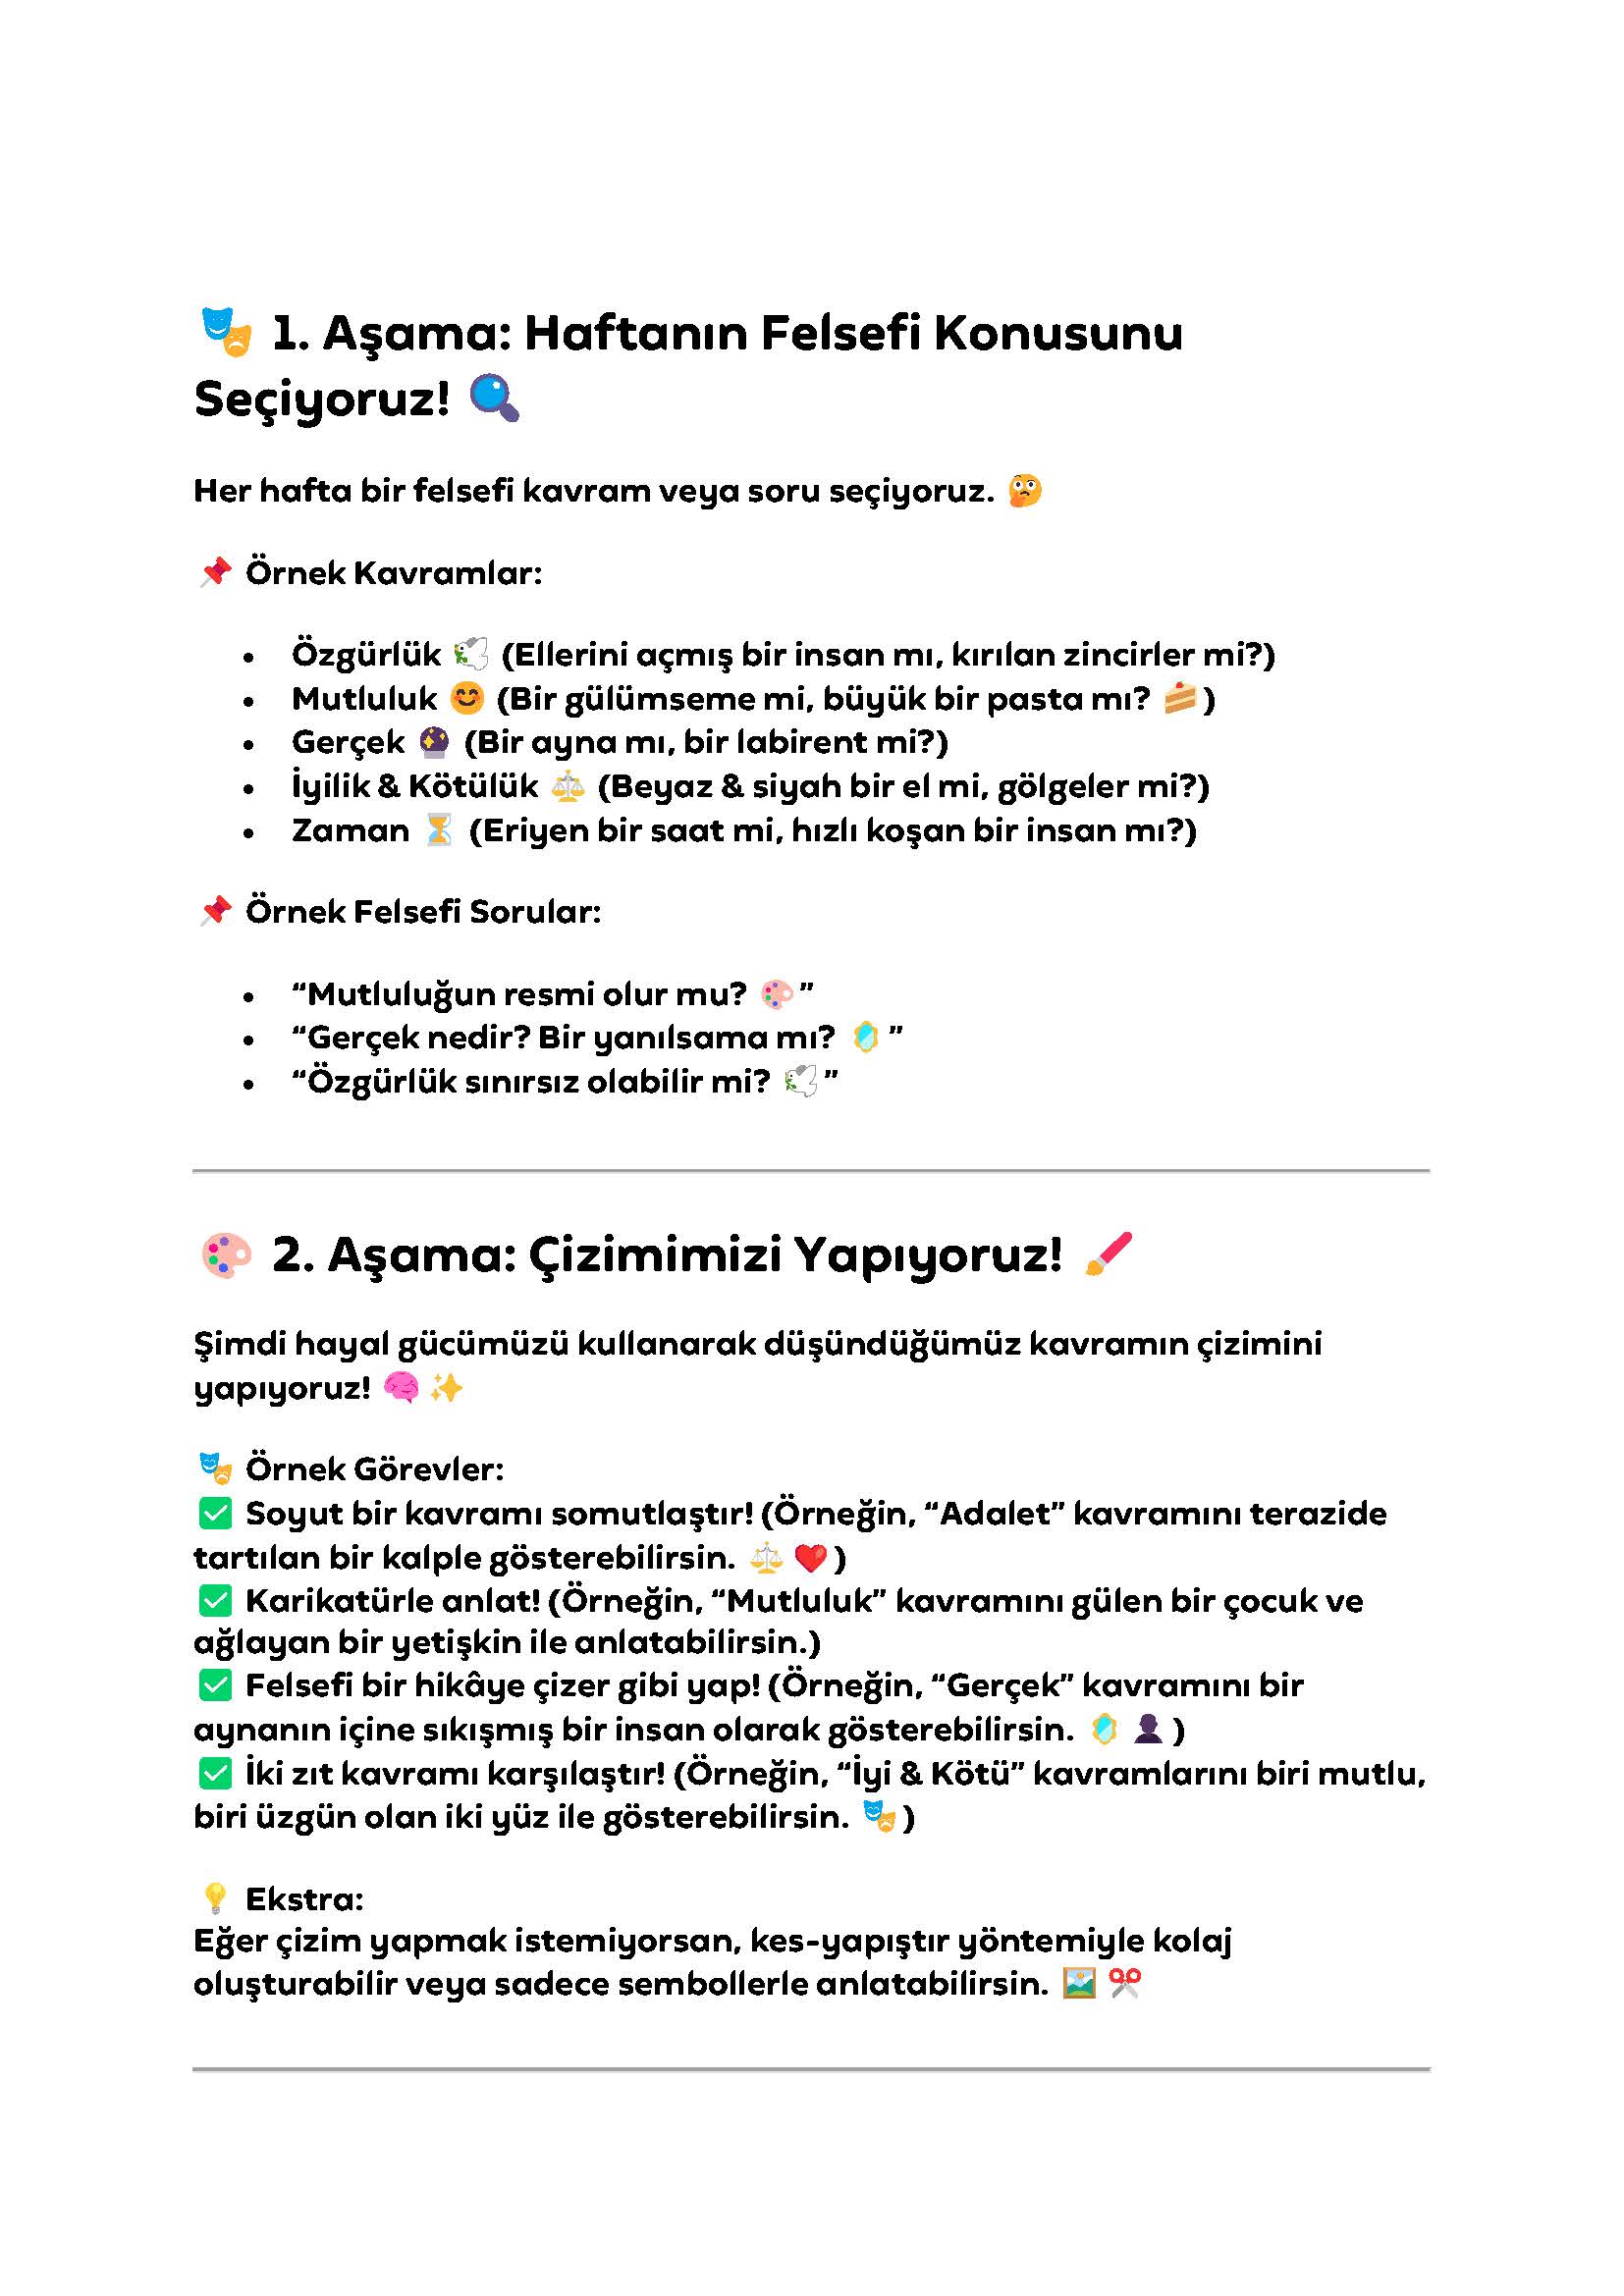 🎭 1. Aşama: Haftanın Felsefi Konusunu
Seçiyoruz! 🔍
Her hafta bir felsefi kavram veya soru seçiyoruz. 🤔
📌 Örnek Kavramlar:
• Özgürlük 🕊 (Ellerini açmış bir insan mı, kırılan zincirler mi?)
• Mutluluk 😊 (Bir gülümseme mi, büyük bir pasta mı? 🍰)
• Gerçek 🔮 (Bir ayna mı, bir labirent mi?)
• İyilik & Kötülük ⚖ (Beyaz & siyah bir el mi, gölgeler mi?)
• Zaman ⏳ (Eriyen bir saat mi, hızlı koşan bir insan mı?)
📌 Örnek Felsefi Sorular:
• “Mutluluğun resmi olur mu? 🎨”
• “Gerçek nedir? Bir yanılsama mı? 🪞”
• “Özgürlük sınırsız olabilir mi? 🕊”
🎨 2. Aşama: Çizimimizi Yapıyoruz! 🖌
Şimdi hayal gücümüzü kullanarak düşündüğümüz kavramın çizimini
yapıyoruz! 🧠✨
🎭 Örnek Görevler:
✅ Soyut bir kavramı somutlaştır! (Örneğin, “Adalet” kavramını terazide
tartılan bir kalple gösterebilirsin. ⚖❤)
✅ Karikatürle anlat! (Örneğin, “Mutluluk” kavramını gülen bir çocuk ve
ağlayan bir yetişkin ile anlatabilirsin.)
✅ Felsefi bir hikâye çizer gibi yap! (Örneğin, “Gerçek” kavramını bir
aynanın içine sıkışmış bir insan olarak gösterebilirsin. 🪞👤)
✅ İki zıt kavramı karşılaştır! (Örneğin, “İyi & Kötü” kavramlarını biri mutlu,
biri üzgün olan iki yüz ile gösterebilirsin. 🎭)
💡 Ekstra:
Eğer çizim yapmak istemiyorsan, kes-yapıştır yöntemiyle kolaj
oluşturabilir veya sadece sembollerle anlatabilirsin. 🖼✂